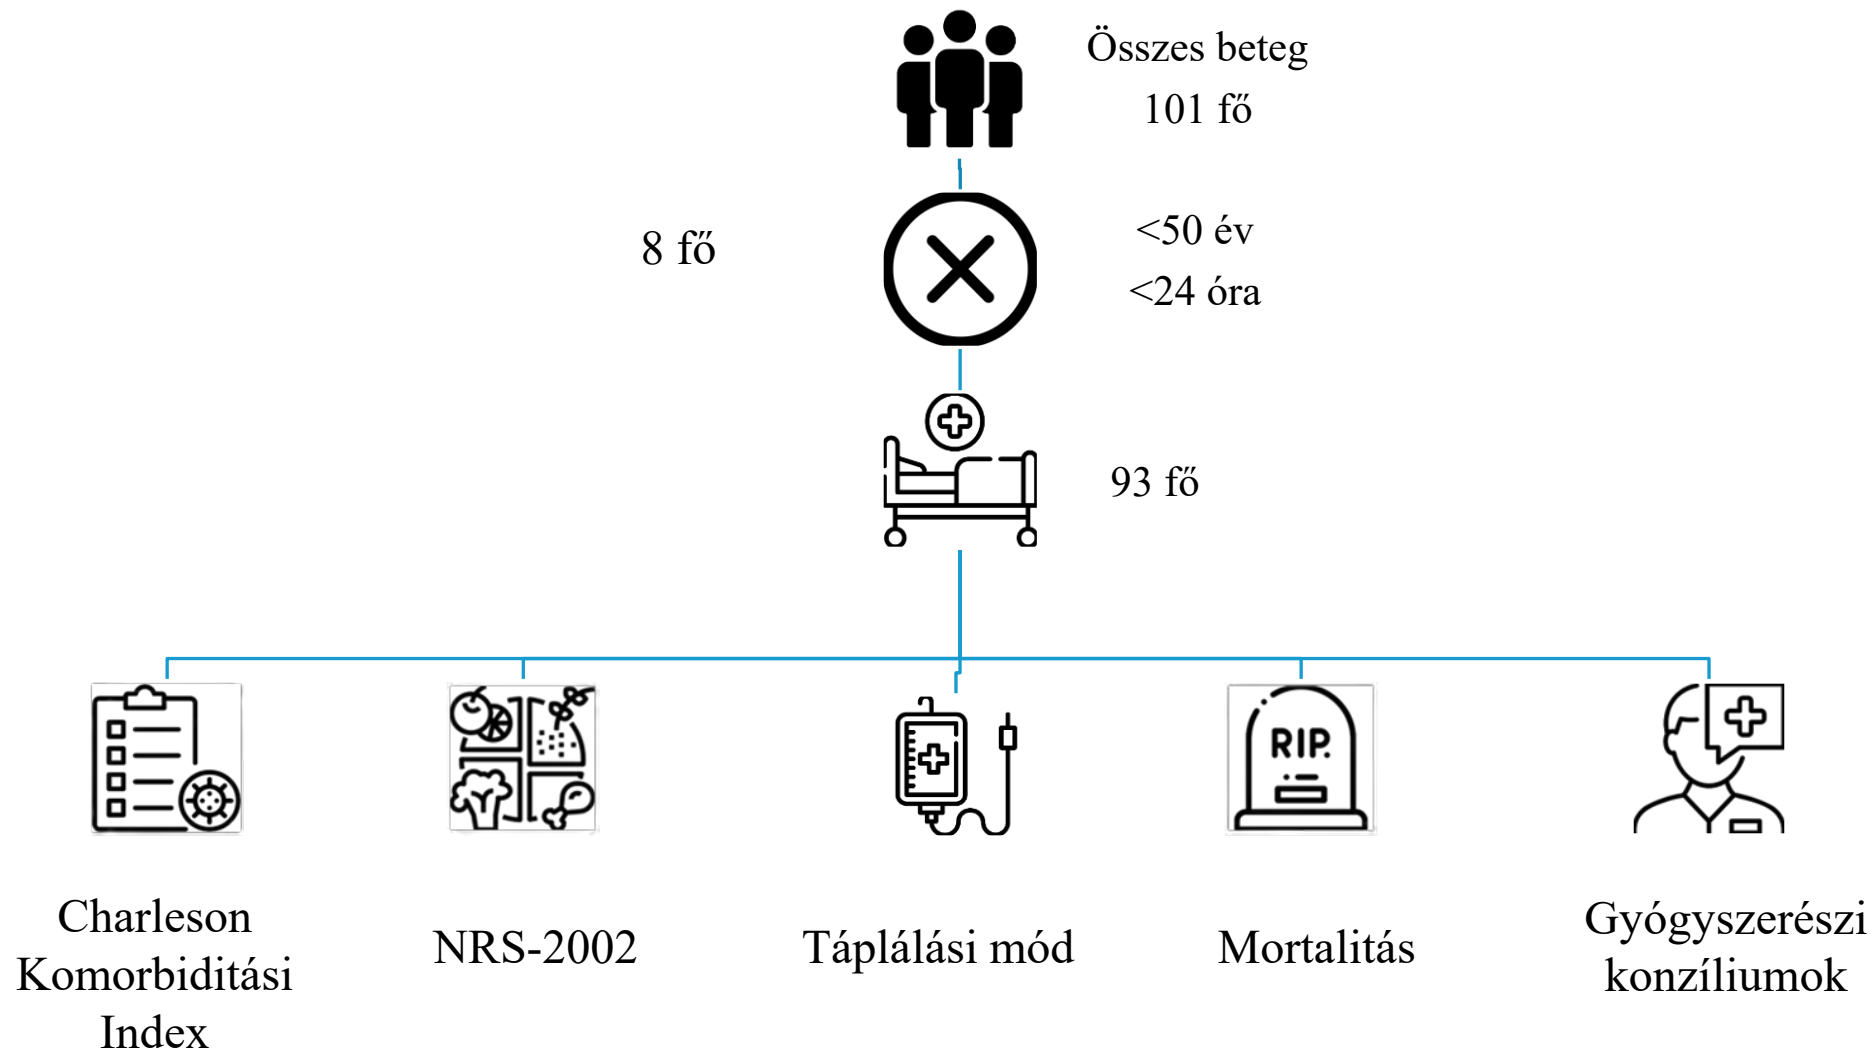 Összes beteg
101 fő
8 fő
<50 év
<24 óra
93 fő
RIP.
Charleson
Komorbiditási
Index
NRS-2002
Táplálási mód
Mortalitás
Gyógyszerészi
konzíliumok